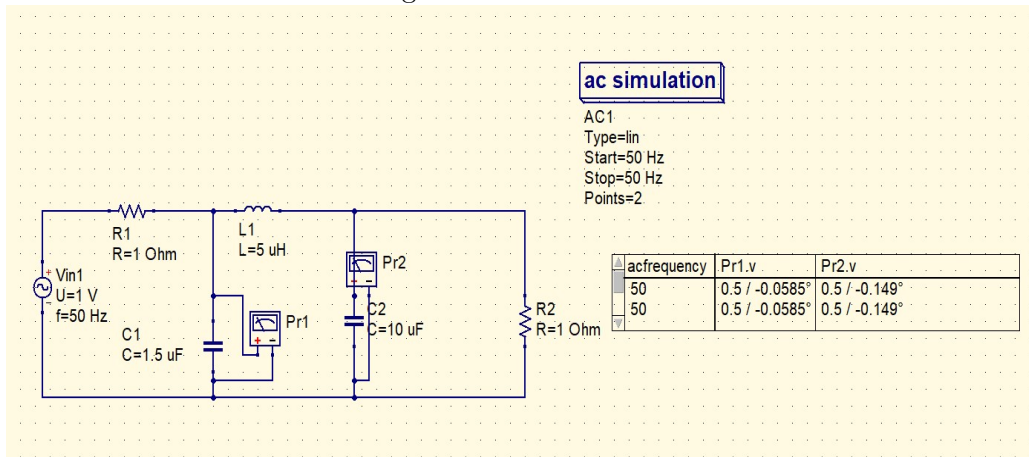 ac simulation
AC1
Type=lin
Start=50 Hz
Stop=50 Hz
Points=2
R1
R=1 Ohm
L1
L=5 uH
Pr2
Vin1
U=1 V
f=50 Hz
C1
C=1.5 uF
Pr1
C2
C=10 uF
R2
R=1 Ohm
acfrequency Pr1.v Pr2.v
50 0.5 / -0.0585° 0.5 / -0.149°
50 0.5 / -0.0585° 0.5 / -0.149°